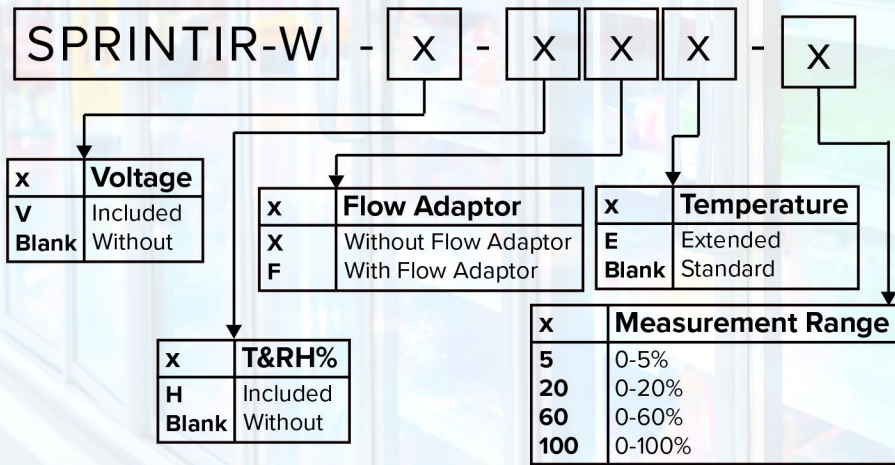 SPRINTIR-W - x - x x x - x
x Voltage
V Included
Blank Without
x Flow Adaptor
X Without Flow Adaptor
F With Flow Adaptor
x Temperature
E Extended
Blank Standard
x T&RH%
H Included
Blank Without
x Measurement Range
5 0-5%
20 0-20%
60 0-60%
100 0-100%